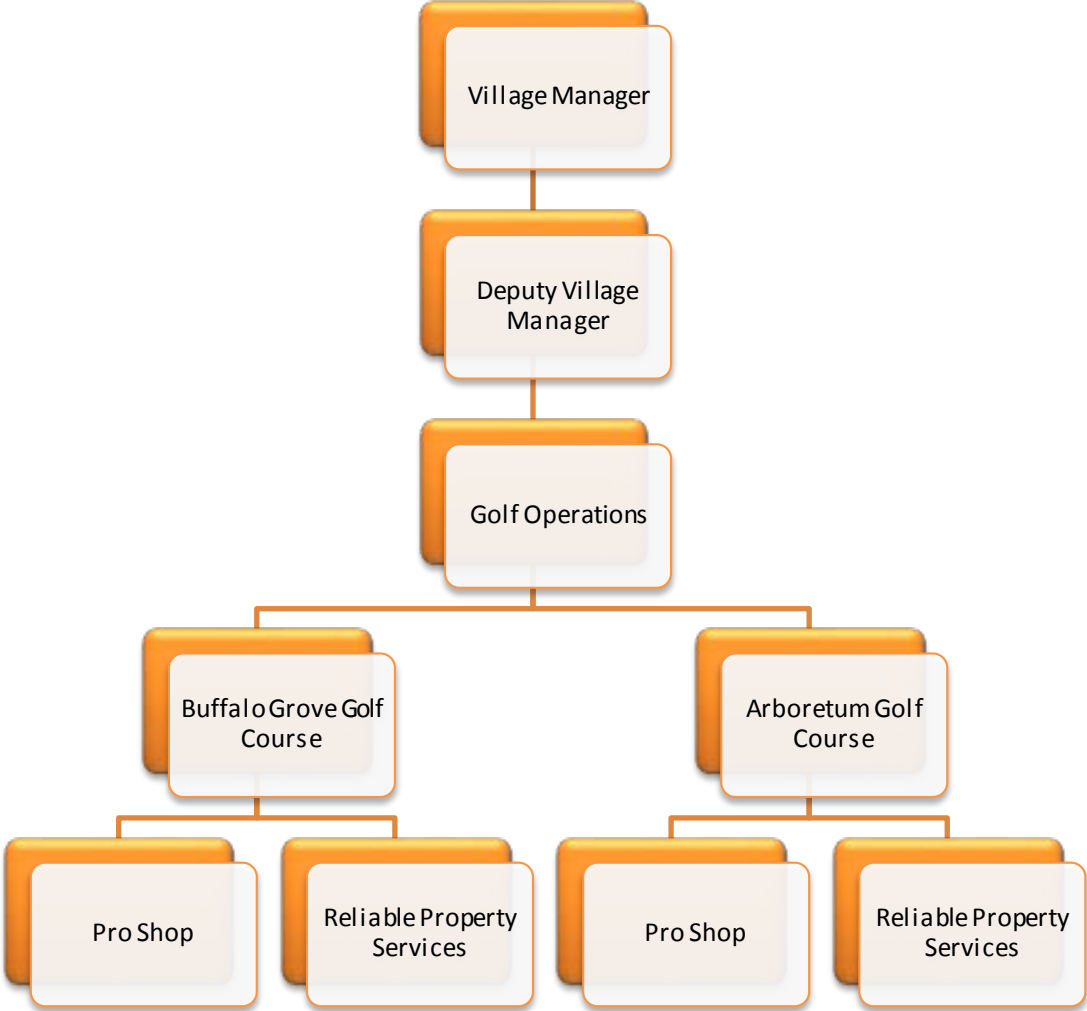 Village Manager
Deputy Village
Manager
Golf Operations
Buffalo Grove Golf
Course
Arboretum Golf
Course
Pro Shop
Reliable Property
Services
Pro Shop
Reliable Property
Services